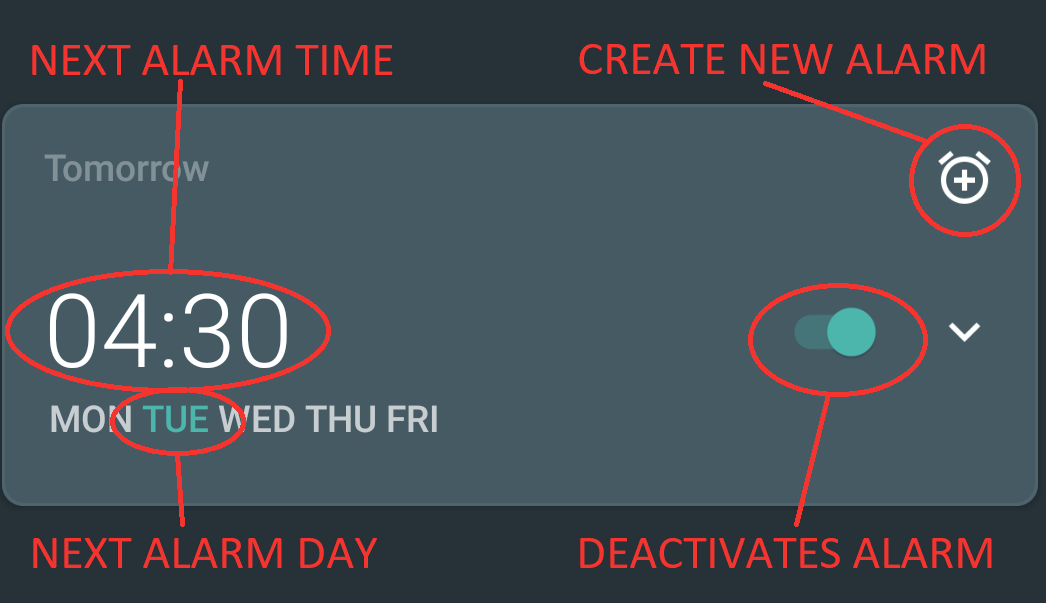 NEXT ALARM TIME
CREATE NEW ALARM
Tomorrow
04:30
MON TUE WED THU FRI
NEXT ALARM DAY
DEACTIVATES ALARM